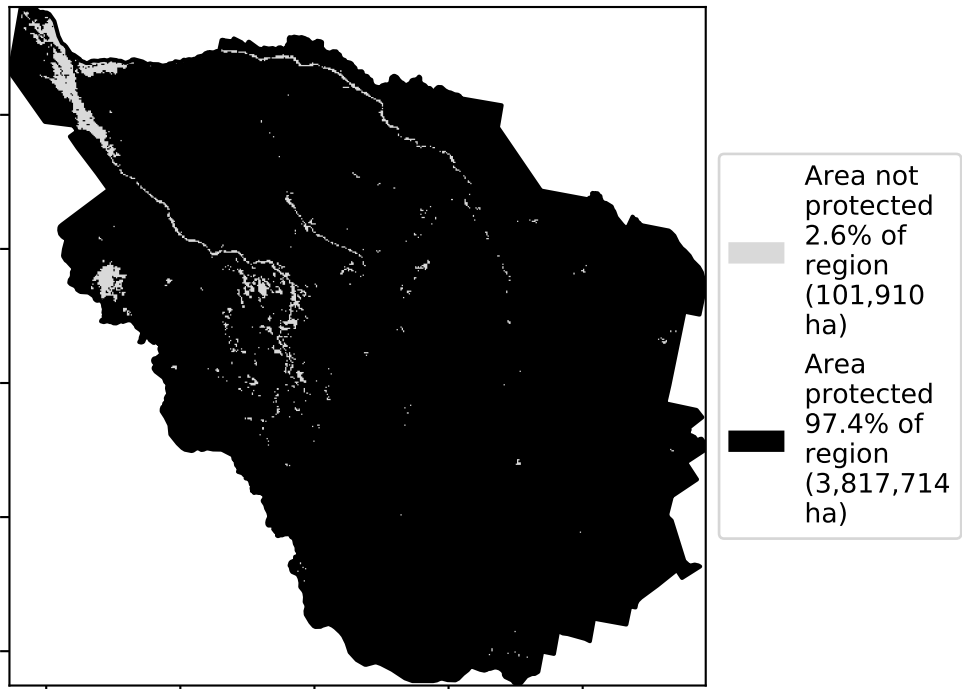 Area not
protected
2.6% of
region
(101,910
ha)
Area
protected
97.4% of
region
(3,817,714
ha)